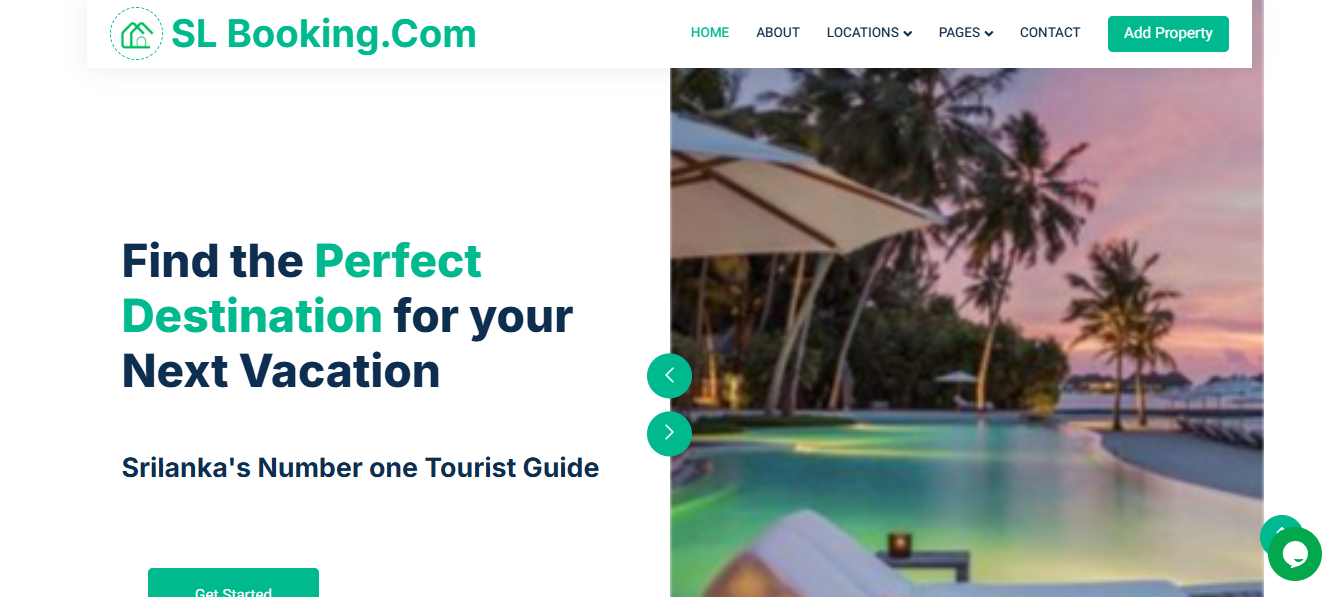 SL Booking.Com
HOME ABOUT LOCATIONS PAGES CONTACT Add Property
Find the Perfect
Destination for your
Next Vacation
Srilanka's Number one Tourist Guide
Get Started